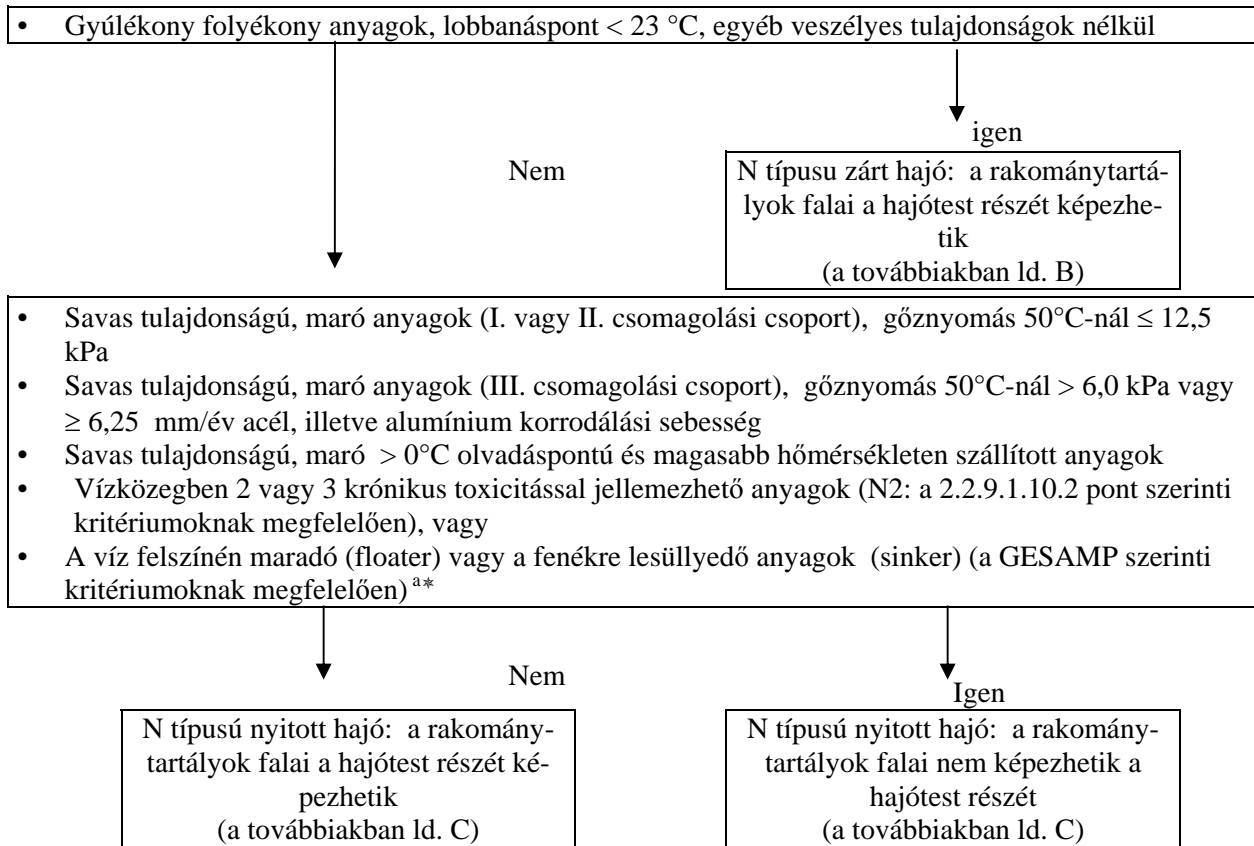 • Gyúlékony folyékony anyagok, lobbanáspont < 23 °C, egyéb veszélyes tulajdonságok nélkül
igen
Nem
N típusu zárt hajó: a rakománytartá-
lyok falai a hajótest részét képezhe-
tik
(a továbbiakban ld. B)
• Savas tulajdonságú, maró anyagok (I. vagy II. csomagolási csoport), gőznyomás 50°C-nál ≤ 12,5
kPa
• Savas tulajdonságú, maró anyagok (III. csomagolási csoport), gőznyomás 50°C-nál > 6,0 kPa vagy
≥ 6,25 mm/év acél, illetve alumínium korrodálási sebesség
• Savas tulajdonságú, maró > 0°C olvadáspontú és magasabb hőmérsékleten szállított anyagok
• Vízközegben 2 vagy 3 krónikus toxicitással jellemezhető anyagok (N2: a 2.2.9.1.10.2 pont szerinti
kritériumoknak megfelelően), vagy
• A víz felszínén maradó (floater) vagy a fenékre lesüllyedő anyagok (sinker) (a GESAMP szerinti
kritériumoknak megfelelően) a*
Nem
Igen
N típusú nyitott hajó: a rakomány-
tartályok falai a hajótest részét ké-
pezhetik
(a továbbiakban ld. C)
N típusú nyitott hajó: a rakomány-
tartályok falai nem képezhetik a
hajótest részét
(a továbbiakban ld. C)